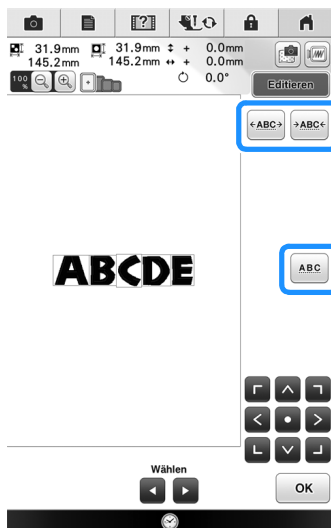 31.9mm 31.9mm + 0.0mm
145.2mm 145.2mm + 0.0mm
100 % 0.0°
Editieren
ABC ABC
ABCDE
ABC
Wählen
OK